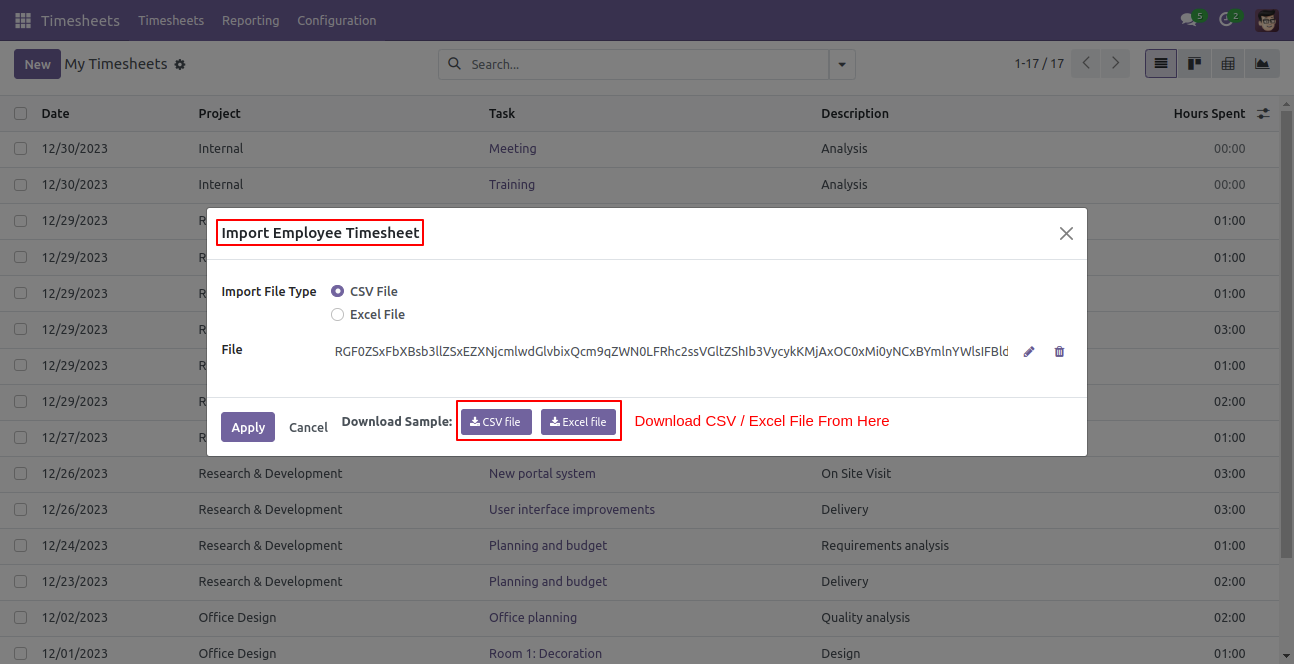 Timesheets Timesheets Reporting Configuration 5 2
New My Timesheets Search... 1-17 / 17
Date Project Task Description Hours Spent
12/30/2023 Internal Meeting Analysis 00:00
12/30/2023 Internal Training Analysis 00:00
12/29/2023 R 01:00
Import Employee Timesheet
12/29/2023 R 01:00
12/29/2023 R 01:00
Import File Type CSV File
Excel File
12/29/2023 R 03:00
File RGF0ZSxFbXBsb3llZSxEZXNjcmlwdGlvbixQcm9qZWN0LFRhc2ssVGltZShIb3VycykKMjAxOC0xMi0yNCxBYmlnYWlsIFBld
12/29/2023 R 01:00
12/29/2023 R 02:00
Apply Cancel Download Sample: CSV file Excel file Download CSV / Excel File From Here
12/27/2023 R 01:00
12/26/2023 Research & Development New portal system On Site Visit 03:00
12/26/2023 Research & Development User interface improvements Delivery 03:00
12/24/2023 Research & Development Planning and budget Requirements analysis 01:00
12/23/2023 Research & Development Planning and budget Delivery 02:00
12/02/2023 Office Design Office planning Quality analysis 02:00
12/01/2023 Office Design Room 1: Decoration Design 01:00